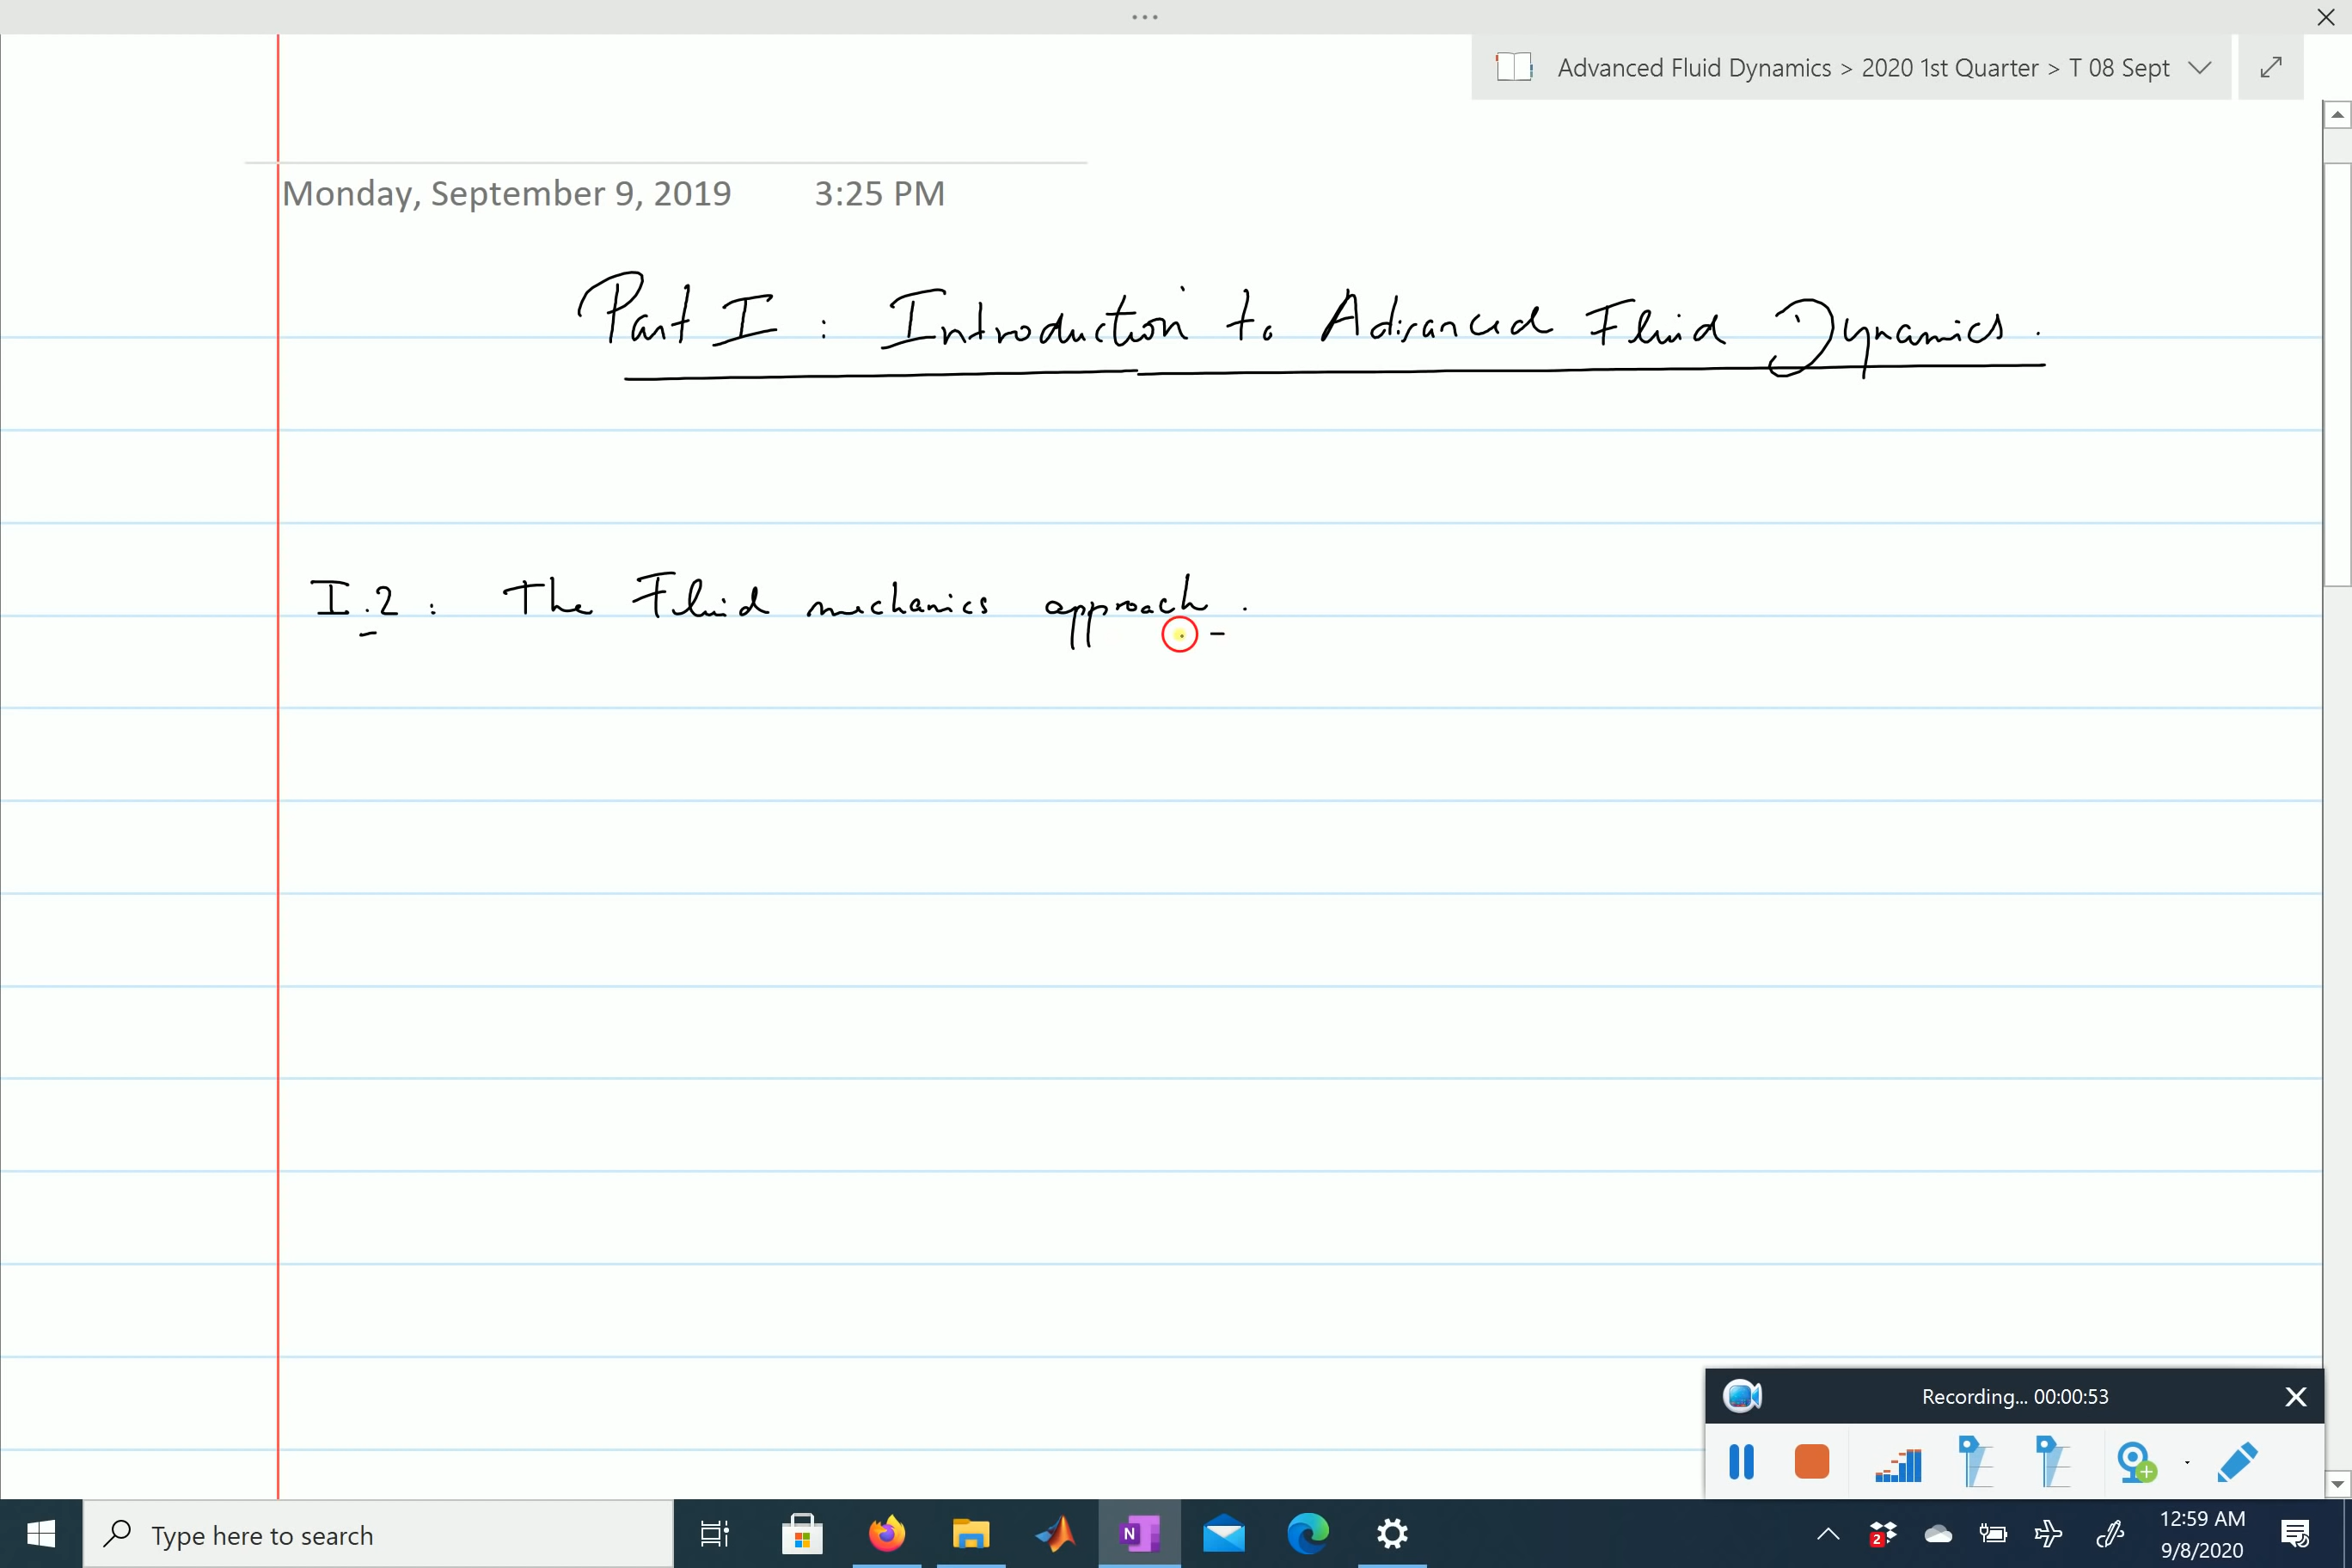 Advanced Fluid Dynamics > 2020 1st Quarter > T 08 Sept
Monday, September 9, 2019 3:25 PM
Part I : Introduction to Advanced Fluid Dynamics.
I.2 : The Fluid mechanics approach.
Recording... 00:00:53
Type here to search
N
2
12:59 AM
9/8/2020